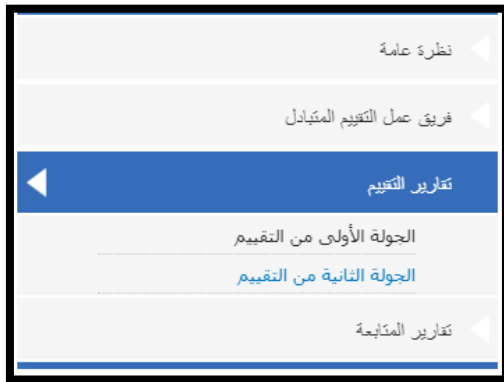 نظرة عامة
فريق عمل التقييم المتبادل
تقارير التقييم
الجولة الأولى من التقييم
الجولة الثانية من التقييم
تقارير المتابعة